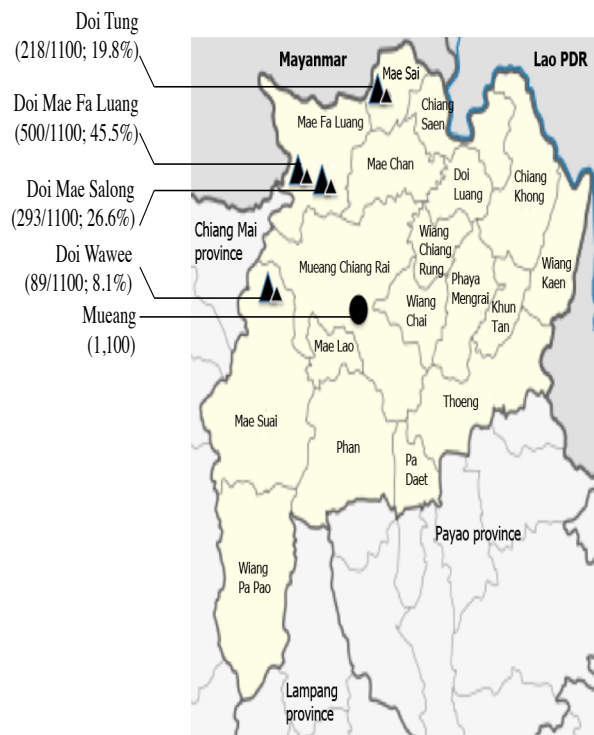 Doi Tung
(218/1100; 19.8%)
Doi Mae Fa Luang
(500/1100; 45.5%)
Doi Mae Salong
(293/1100; 26.6%)
Doi Wawee
(89/1100; 8.1%)
Mueang
(1,100)
Mayanmar
Lao PDR
Mae Sai
Chiang
Saen
Mae Fa Luang
Mae Chan
Doi
Luang
Chiang
Khong
Chiang Mai
province
Wiang
Chiang
Rung
Mueang Chiang Rai
Phaya
Mengrai
Wiang
Kaen
Wiang
Chai
Khun
Tan
Mae Lao
Thoeng
Mae Suai
Phan
Pa
Daet
Payao province
Wiang
Pa Pao
Lampang
province